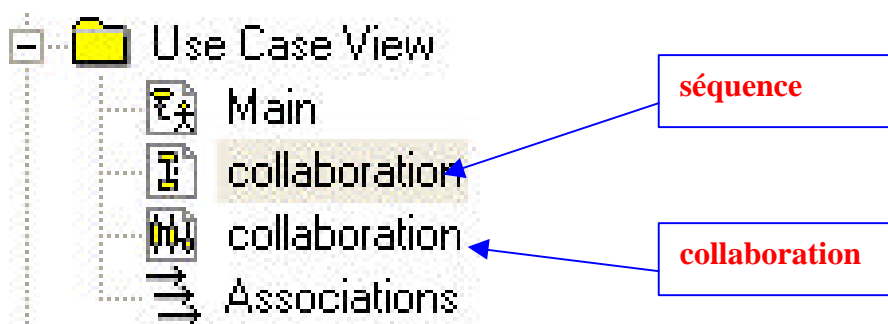 Use Case View
séquence
Main
collaboration
collaboration
collaboration
Associations